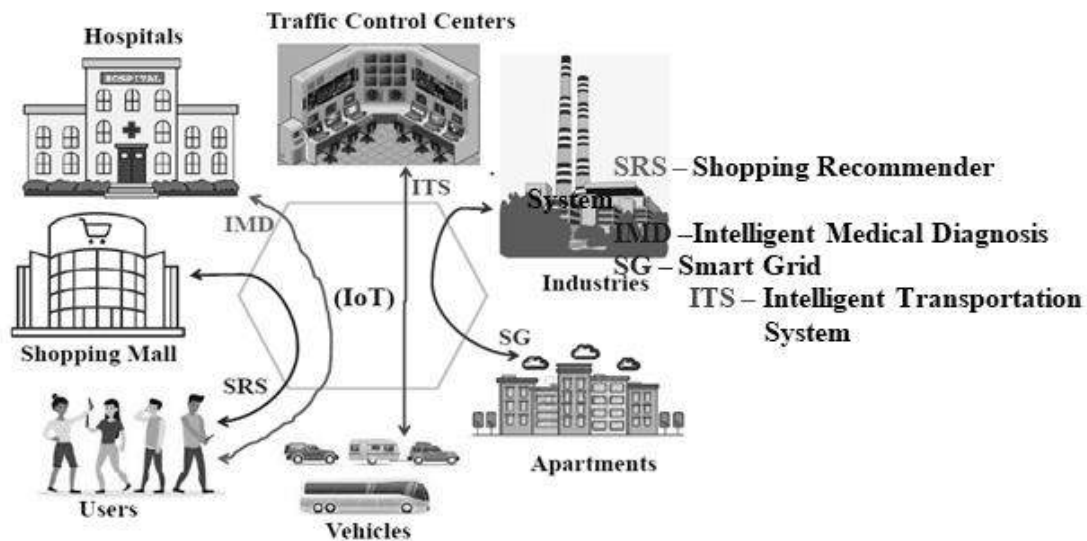 Traffic Control Centers
Hospitals
HOSPITAL
ITS
IMD
(IoT)
Industries
Shopping Mall
SG
SRS
Users
Vehicles
Apartments
SRS – Shopping Recommender
System
IMD –Intelligent Medical Diagnosis
SG – Smart Grid
ITS – Intelligent Transportation
System